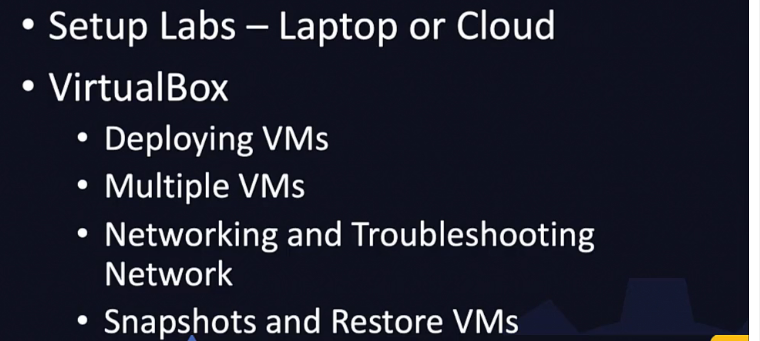 • Setup Labs – Laptop or Cloud
• VirtualBox
• Deploying VMs
• Multiple VMs
• Networking and Troubleshooting
Network
• Snapshots and Restore VMs